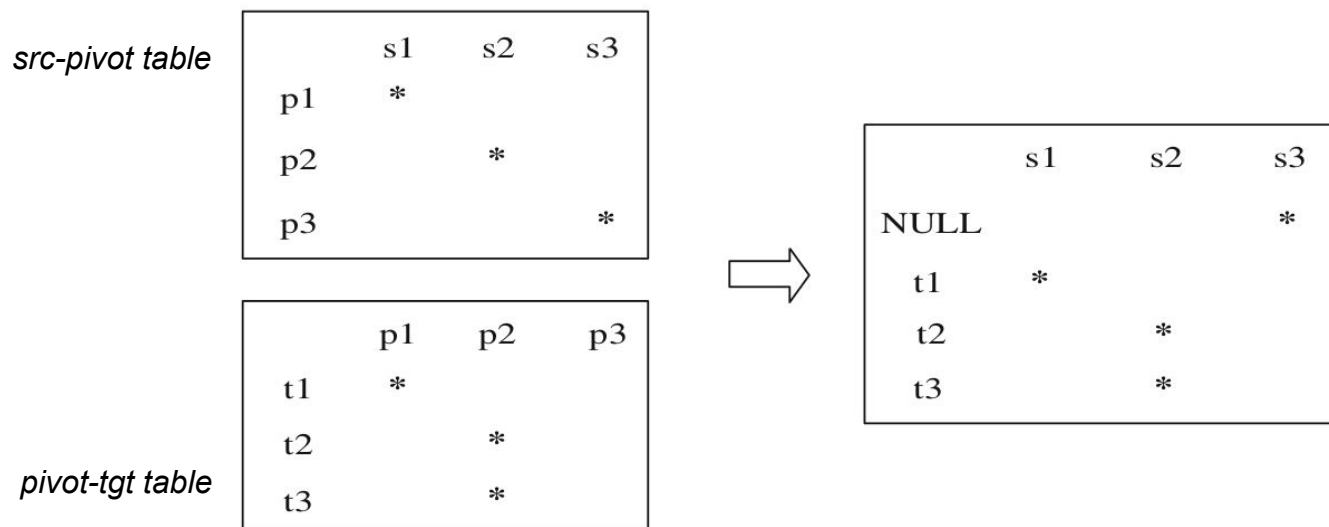 src-pivot table
s1 s2 s3
p1 *
p2 *
p3 *
pivot-tgt table
p1 p2 p3
t1 *
t2 *
t3 *
s1 s2 s3
NULL *
t1 *
t2 *
t3 *